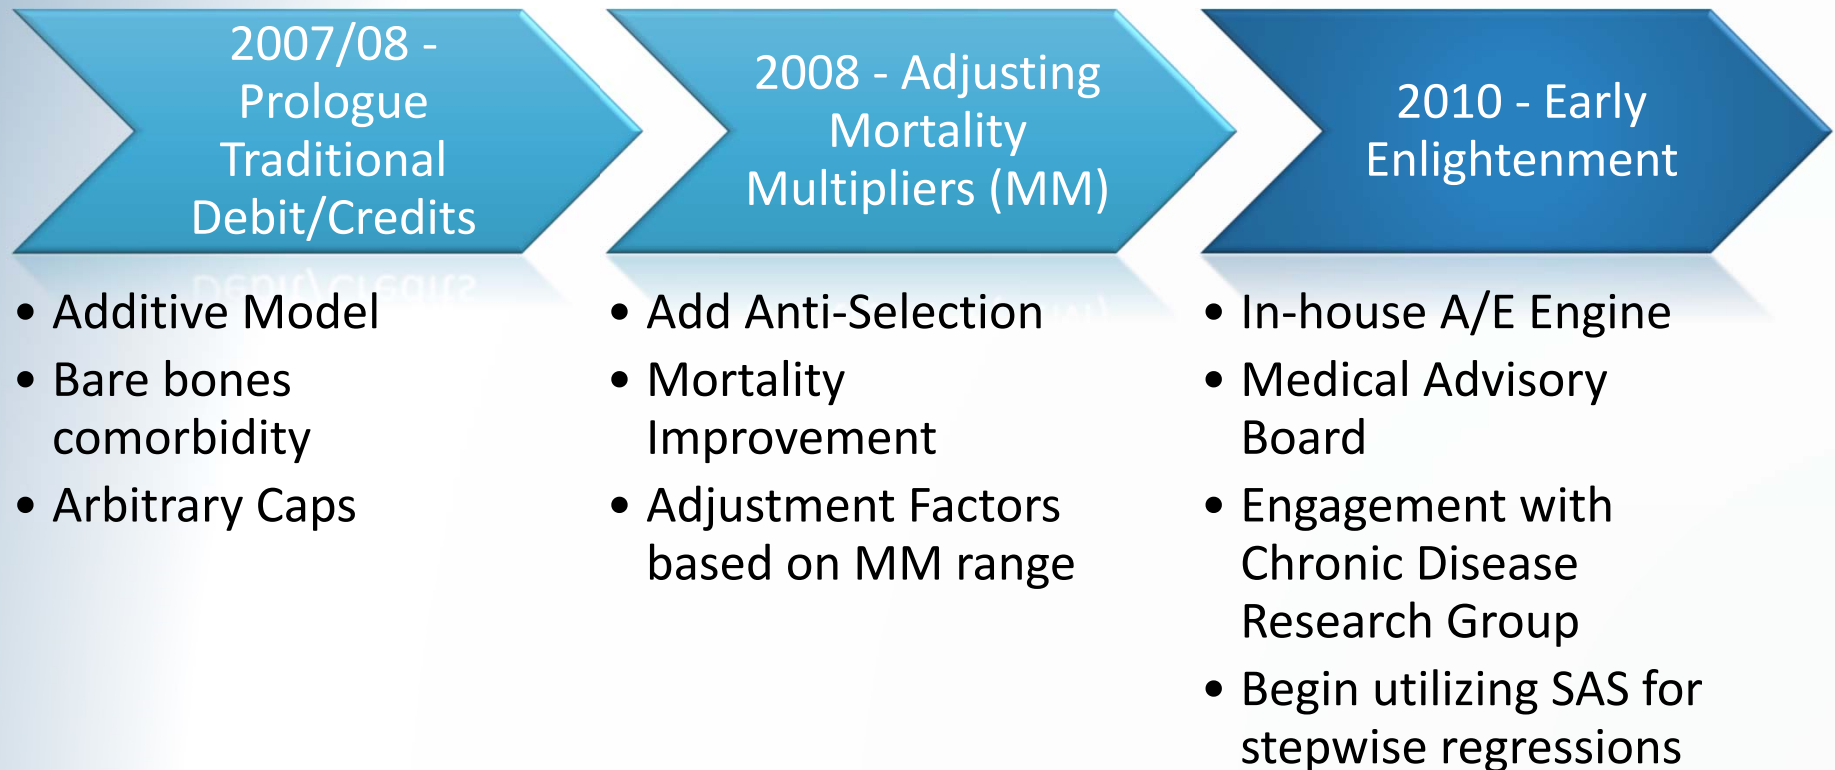 2007/08 -
Prologue
Traditional
Debit/Credits
• Additive Model
• Bare bones
comorbidity
• Arbitrary Caps
2008 - Adjusting
Mortality
Multipliers (MM)
• Add Anti-Selection
• Mortality
Improvement
• Adjustment Factors
based on MM range
2010 - Early
Enlightenment
• In-house A/E Engine
• Medical Advisory
Board
• Engagement with
Chronic Disease
Research Group
• Begin utilizing SAS for
stepwise regressions